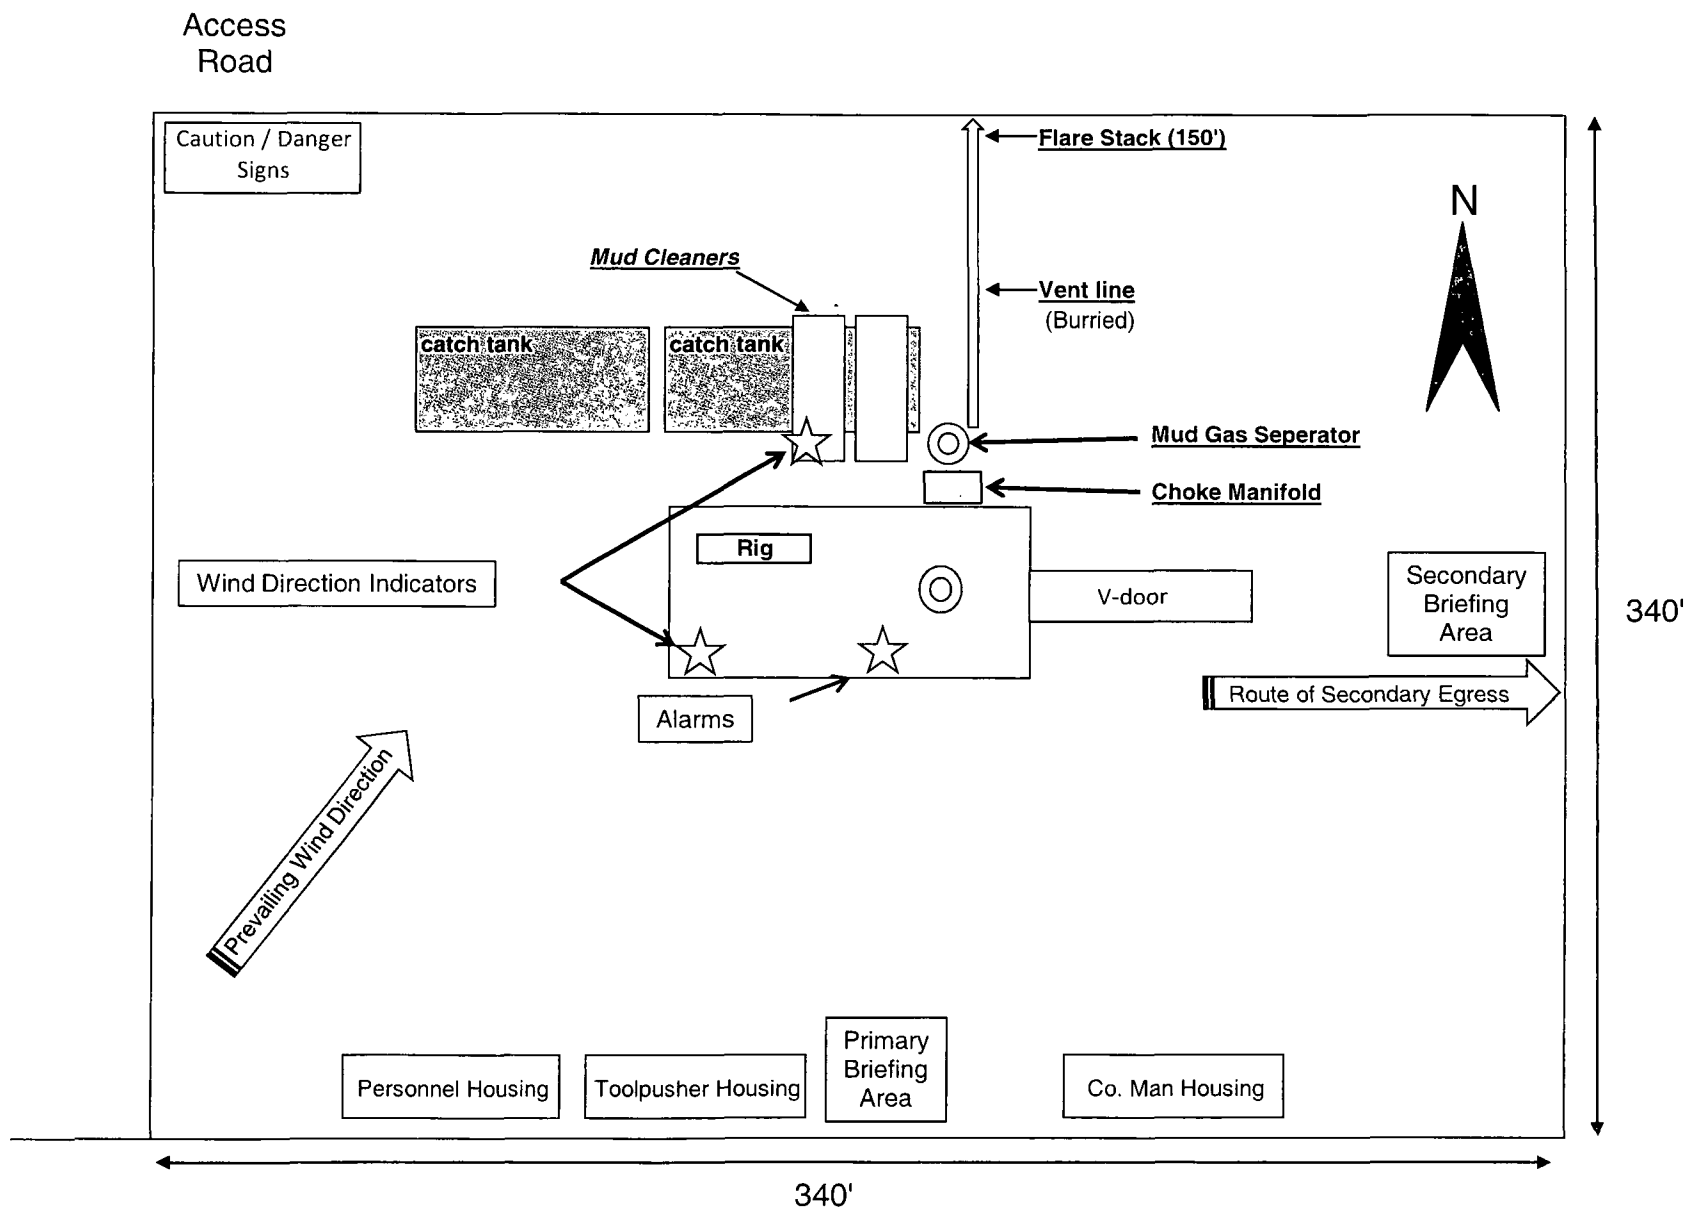 Access
Road
Caution / Danger
Signs
Flare Stack (150')
N
Mud Cleaners
Vent line
(Burried)
catch tank
catch tank
Mud Gas Seperator
Choke Manifold
Rig
Wind Direction Indicators
V-door
Secondary
Briefing
Area
340'
Route of Secondary Egress
Alarms
Prevailing Wind Direction
Primary
Briefing
Area
Personnel Housing
Toolpusher Housing
Co. Man Housing
340'